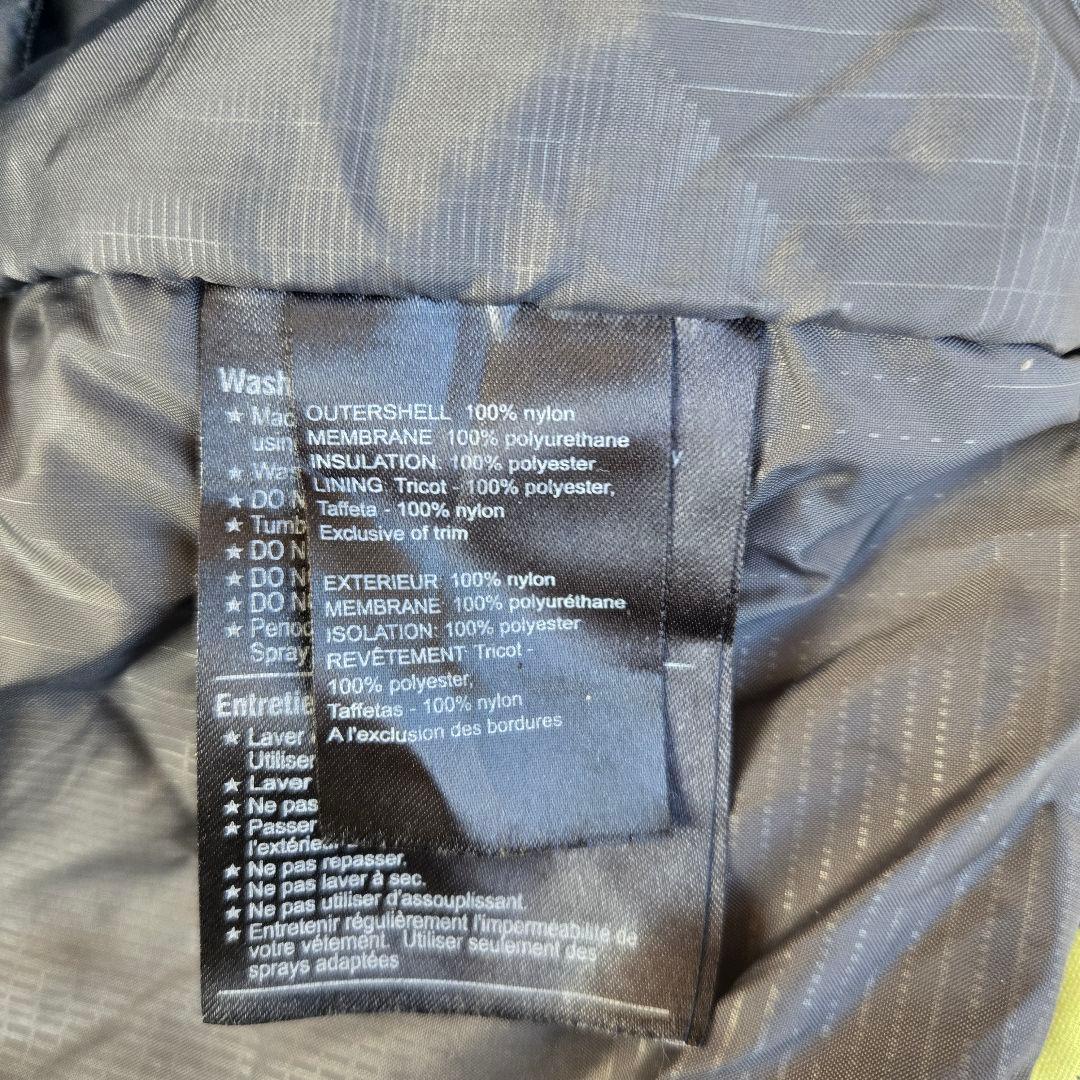 OUTERSHELL 100% nylon
MEMBRANE 100% polyurethane
INSULATION: 100% polyester
LINING Tricot - 100% polyester,
Taffeta - 100% nylon
Exclusive of trim
EXTERIEUR 100% nylon
MEMBRANE 100% polyuréthane
ISOLATION: 100% polyester
REVÊTEMENT Tricot -
100% polyester,
Taffetas - 100% nylon
A l'exclusion des bordures
Wash
★ Mac
usin
★ Was
★ DO N
★ Tumb
★ DO N
★ DO N
★ DO N
★ Perioc
Spray
Entretie
★ Laver
Utiliser
★ Laver
★ Ne pas
★ Passer
l'extérieu
★ Ne pas repasser.
★ Ne pas laver à sec.
★ Ne pas utiliser d'assouplissant.
★ Entretenir régulièrement l'imperméabilité de
votre vêtement. Utiliser seulement des
sprays adaptées